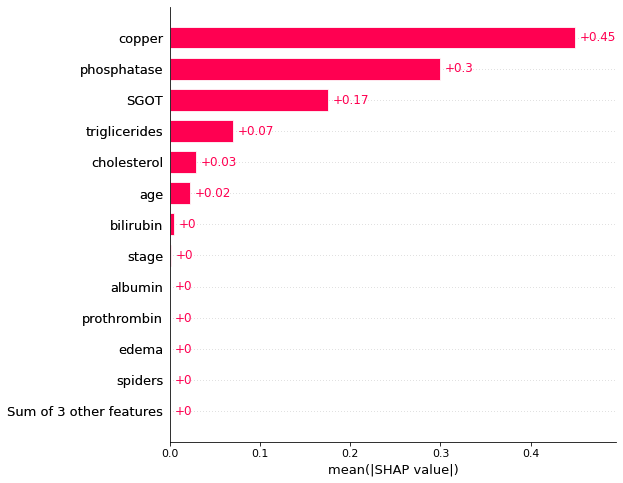 copper +0.45
phosphatase +0.3
SGOT +0.17
triglicerides +0.07
cholesterol +0.03
age +0.02
bilirubin +0
stage +0
albumin +0
prothrombin +0
edema +0
spiders +0
Sum of 3 other features +0
0.0 0.1 0.2 0.3 0.4
mean(|SHAP value|)